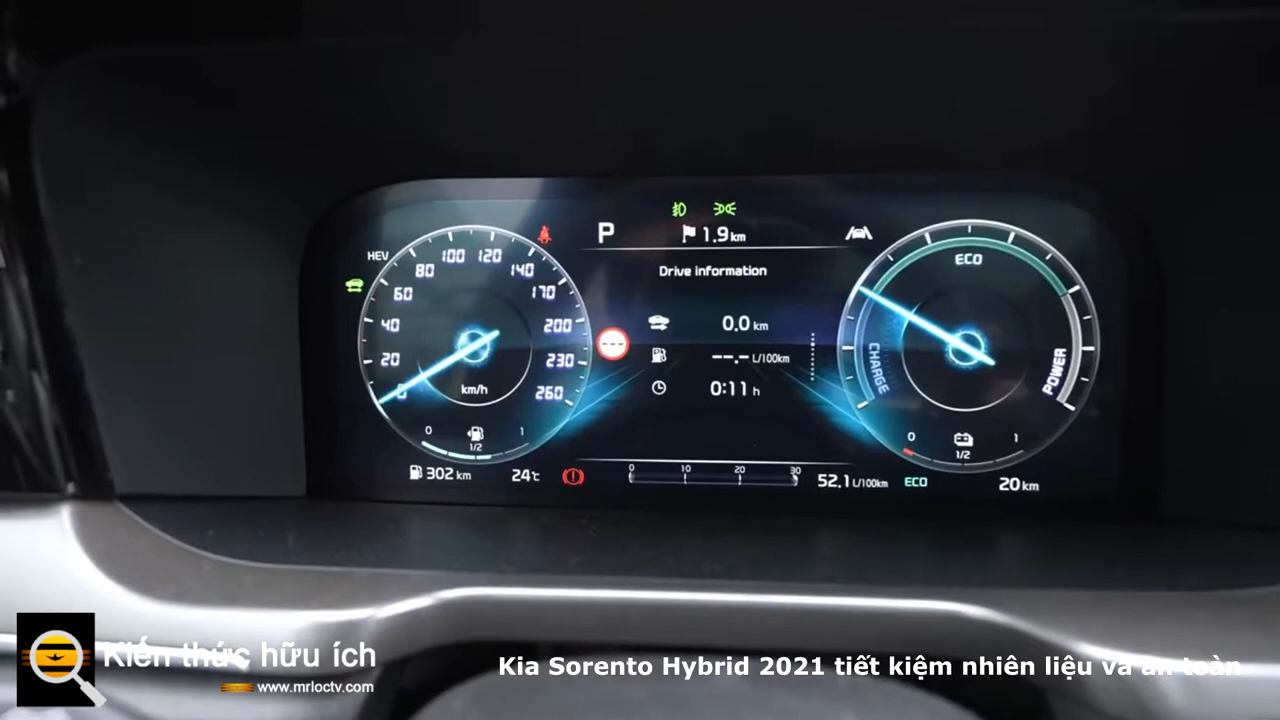 P
1.9 km
HEV
Drive information
0.0 km
--.- L/100km
0:11 h
0
20
40
60
80
100
120
140
170
200
230
260
km/h
0
1/2
1
302 km
24℃
0
10
20
30
52.1 L/100km
ECO
ECO
CHARGE
POWER
0
1/2
1
20 km
Kiến thức hữu ích
www.mrloctv.com
Kia Sorento Hybrid 2021 tiết kiệm nhiên liệu và an toàn